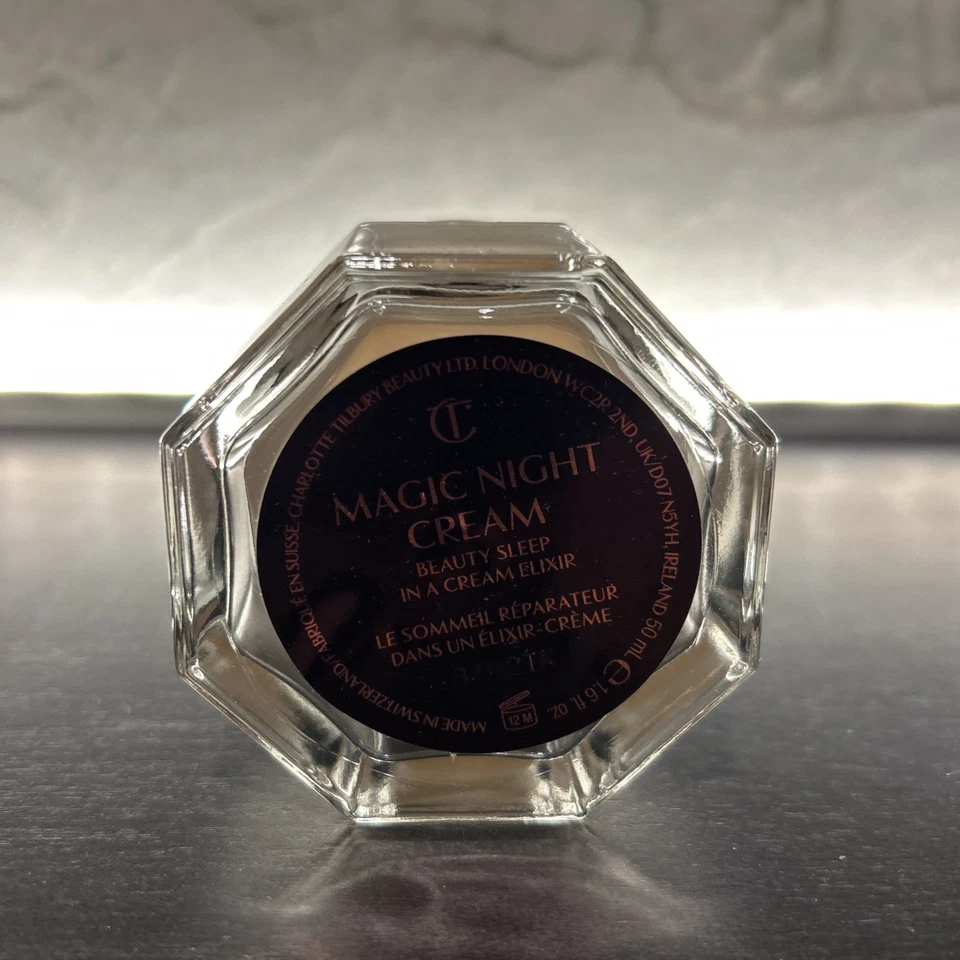 CT
MAGIC NIGHT
CREAM
BEAUTY SLEEP
IN A CREAM ELIXIR
LE SOMMEIL RÉPARATEUR
DANS UN ÉLIXIR-CRÈME
12 M
MADE IN SWITZERLAND/FABRIQUÉ EN SUISSE. CHARLOTTE TILBURY BEAUTY LTD. LONDON WC2R 2ND, UK/D07 N5YH, IRELAND 50 mL e 1.6 fl. oz.